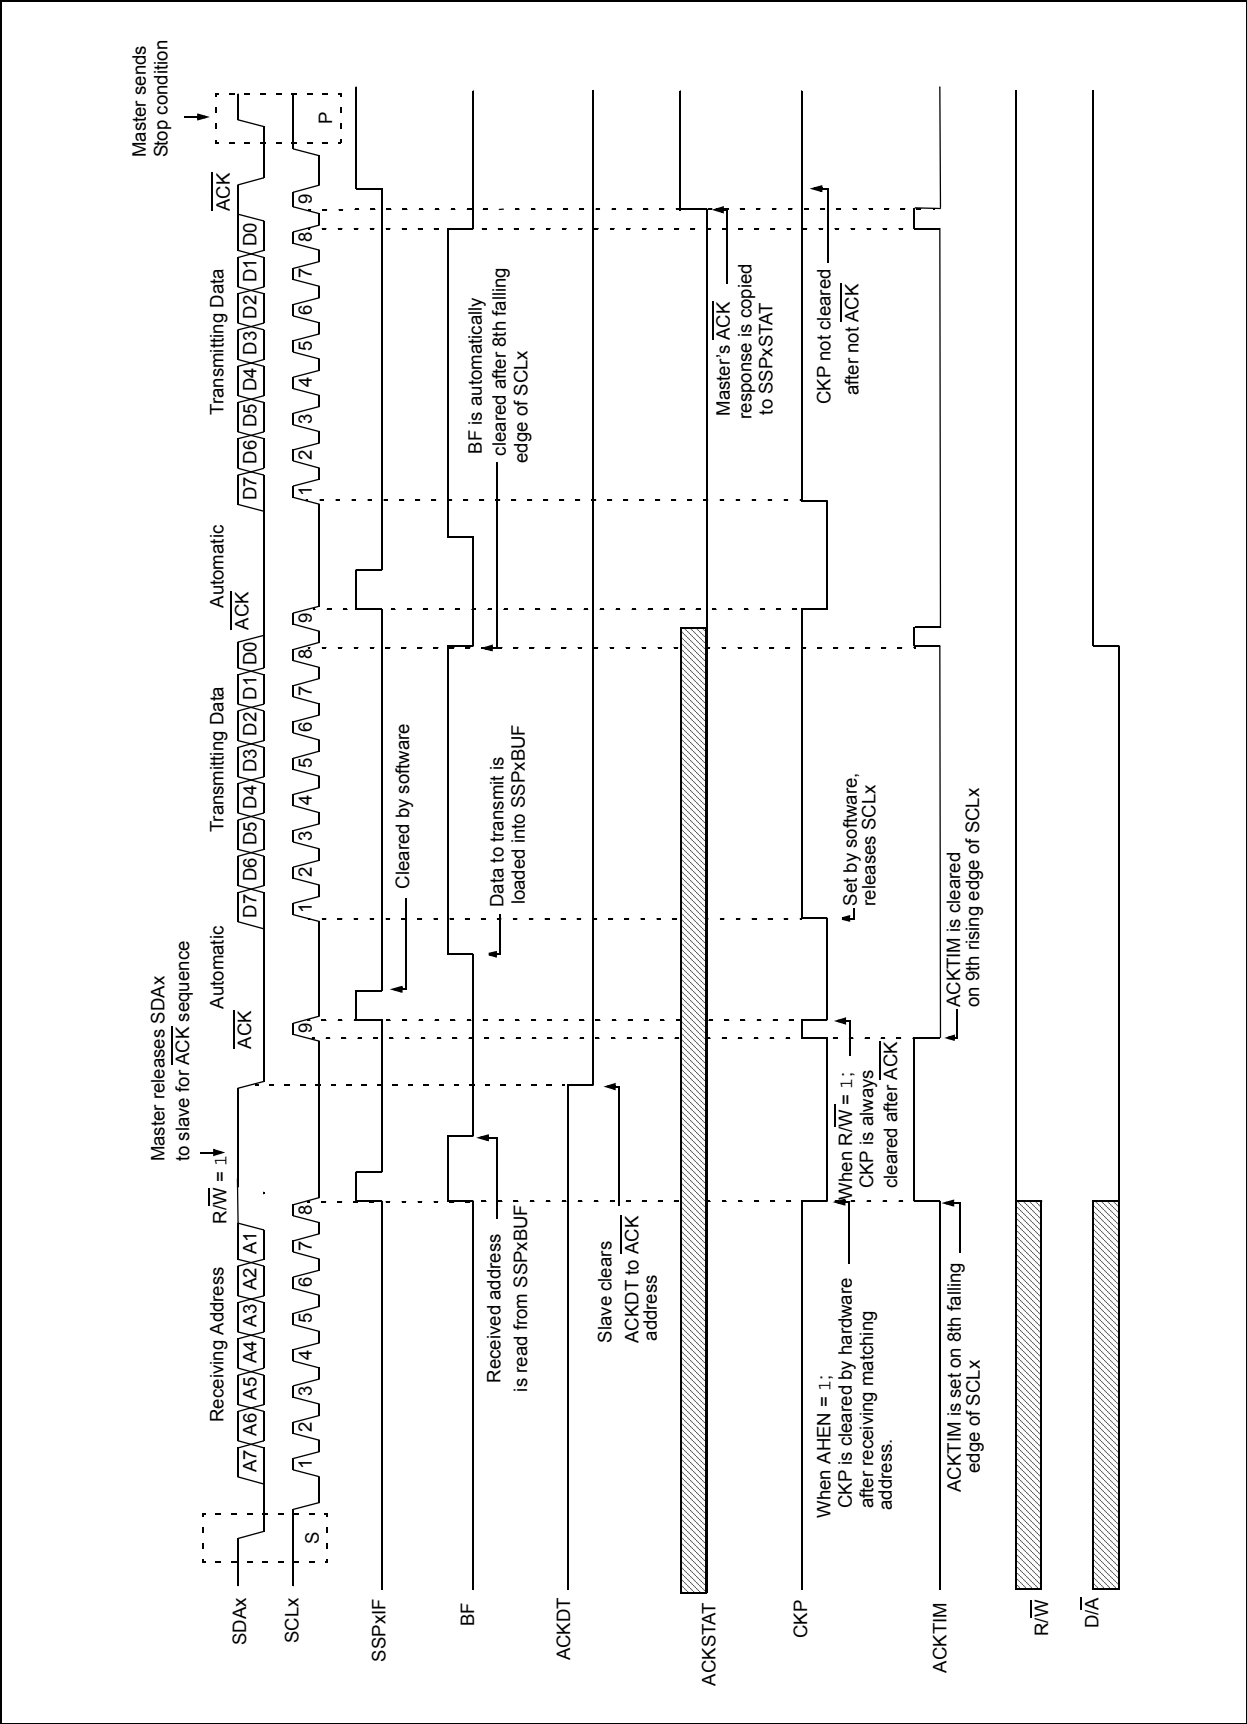 Master sends
Stop condition
Master releases SDAx
to slave for ACK sequence
Receiving Address
R/W = 1
ACK
Automatic
Transmitting Data
ACK
Automatic
Transmitting Data
ACK
SDAx
A7 A6 A5 A4 A3 A2 A1
D7 D6 D5 D4 D3 D2 D1 D0
D7 D6 D5 D4 D3 D2 D1 D0
SCLx
S
1 2 3 4 5 6 7 8 9
1 2 3 4 5 6 7 8 9
1 2 3 4 5 6 7 8 9
P
SSPxIF
Cleared by software
BF
Received address
is read from SSPxBUF
Data to transmit is
loaded into SSPxBUF
BF is automatically
cleared after 8th falling
edge of SCLx
ACKDT
Slave clears
ACKDT to ACK
address
ACKSTAT
Master's ACK
response is copied
to SSPxSTAT
CKP
When AHEN = 1;
CKP is cleared by hardware
after receiving matching
address.
When R/W = 1;
CKP is always
cleared after ACK
Set by software,
releases SCLx
CKP not cleared
after not ACK
ACKTIM
ACKTIM is set on 8th falling
edge of SCLx
ACKTIM is cleared
on 9th rising edge of SCLx
R/W
D/A